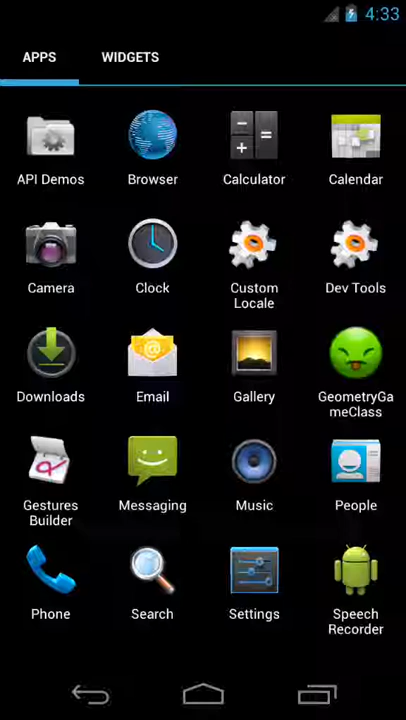 4:33
APPS
WIDGETS
API Demos
Browser
Calculator
Calendar
Camera
Clock
Custom
Locale
Dev Tools
Downloads
Email
Gallery
GeometryGa
meClass
Gestures
Builder
Messaging
Music
People
Phone
Search
Settings
Speech
Recorder